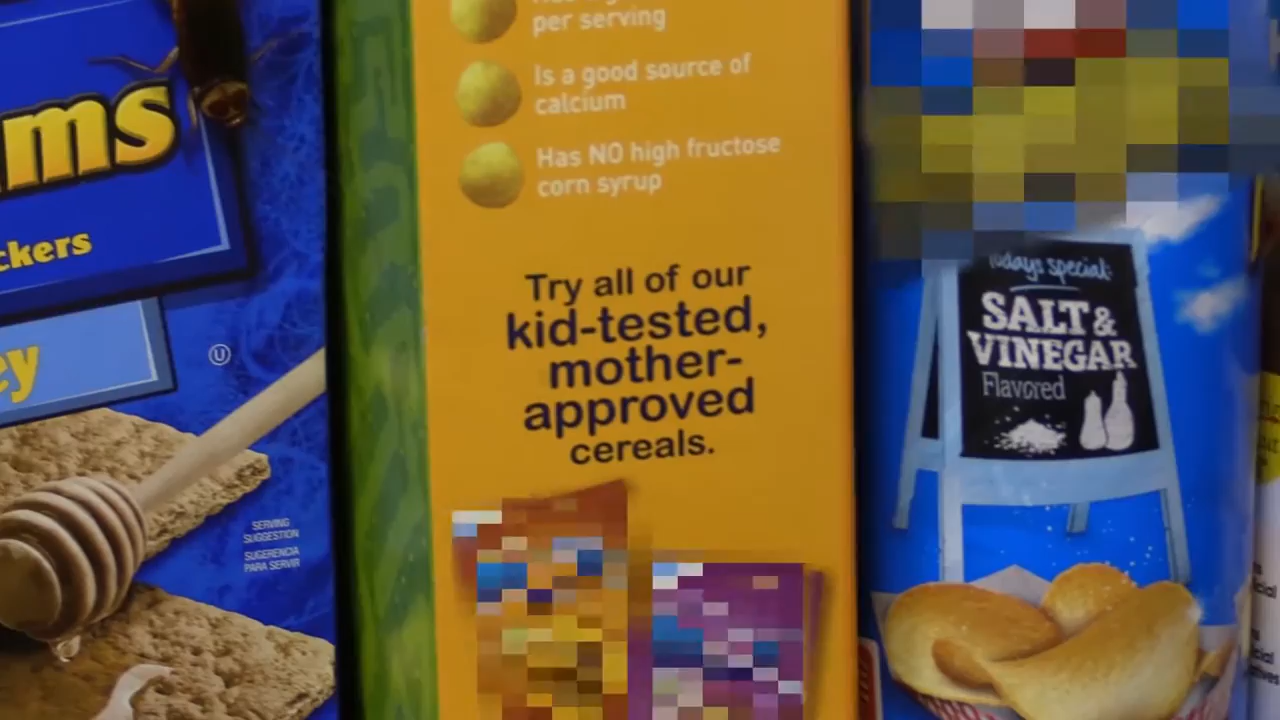 ms
ckers
ey
SERVING
SUGGESTION
SUGERENCIA
PARA SERVIR
per serving
Is a good source of
calcium
Has NO high fructose
corn syrup
Try all of our
kid-tested,
mother-
approved
cereals.
Todays special:
SALT &
VINEGAR
Flavored